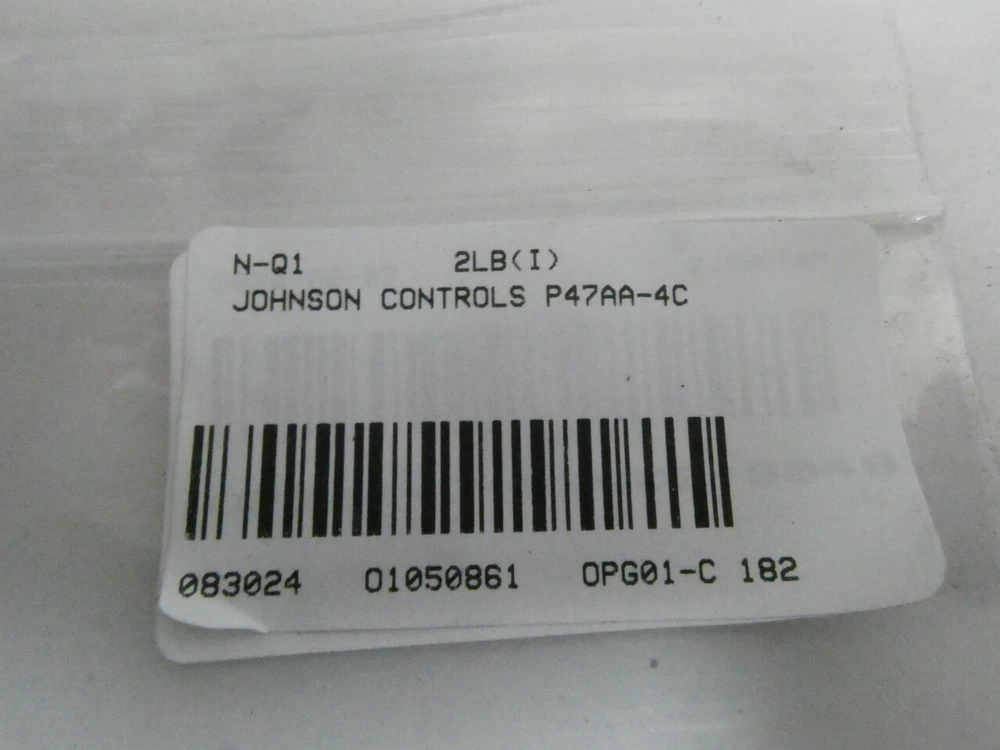 N-Q1 2LB(I)
JOHNSON CONTROLS P47AA-4C
083024 01050861 OPG01-C 182